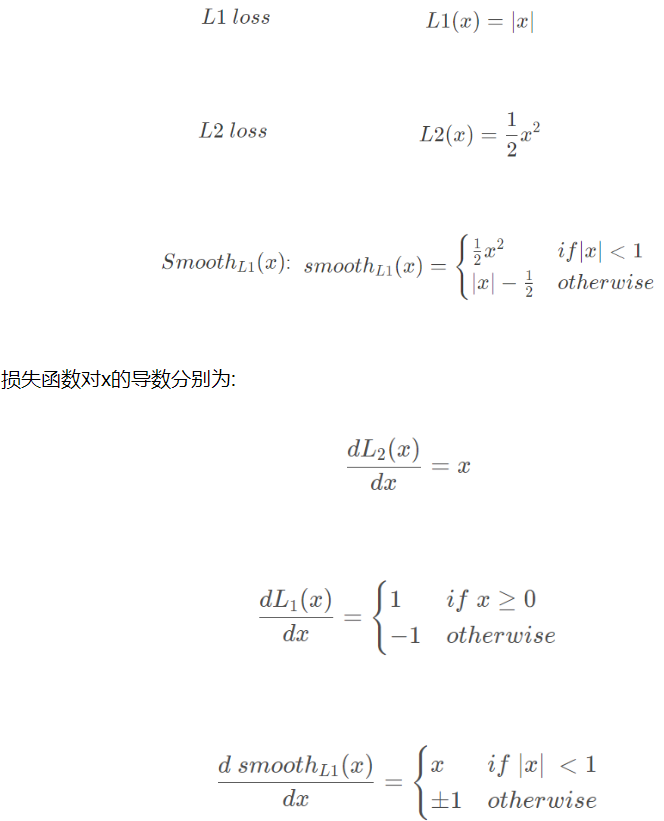 L1 loss L1(x) = |x|
L2 loss L2(x) = \frac{1}{2}x^2
Smooth_{L1}(x): smooth_{L1}(x) = \begin{cases} \frac{1}{2}x^2 & if|x| < 1 \\ |x| - \frac{1}{2} & otherwise \end{cases}
损失函数对x的导数分别为:
\frac{dL_2(x)}{dx} = x
\frac{dL_1(x)}{dx} = \begin{cases} 1 & if x \geq 0 \\ -1 & otherwise \end{cases}
\frac{d smooth_{L1}(x)}{dx} = \begin{cases} x & if |x| < 1 \\ \pm1 & otherwise \end{cases}